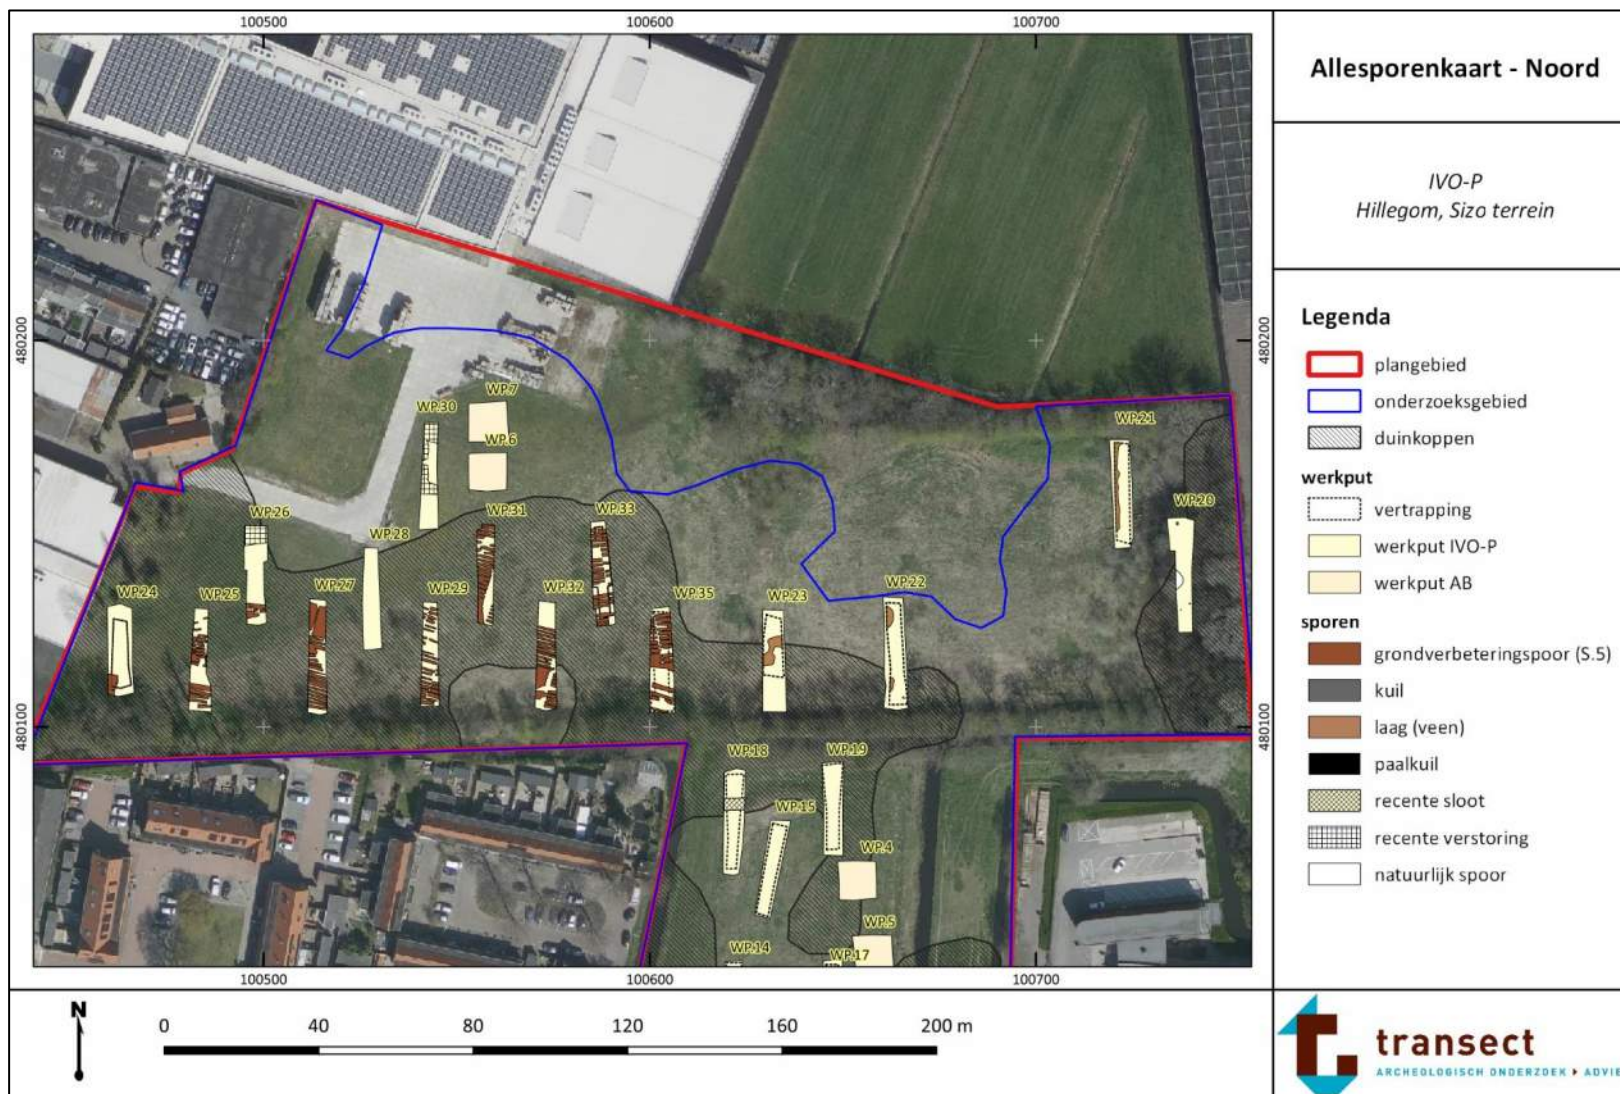 100500
100600
100700
480200
480200
480100
480100
WP.7
WP.30
WP.6
WP.21
WP.20
WP.26
WP.28
WP.31
WP.33
WP.24
WP.25
WP.27
WP.29
WP.32
WP.35
WP.23
WP.22
WP.18
WP.19
WP.15
WP.4
WP.5
WP.14
WP.17
100500
100600
100700
N
0 40 80 120 160 200 m
Allesporenkaart - Noord
IVO-P
Hillegom, Sizo terrein
Legenda
plangebied
onderzoeksgebied
duinkoppen
werkput
vertrapping
werkput IVO-P
werkput AB
sporen
grondverbeteringspoor (S.5)
kuil
laag (veen)
paalkuil
recente sloot
recente verstoring
natuurlijk spoor
transect
ARCHEOLOGISCH ONDERZOEK ADVIE